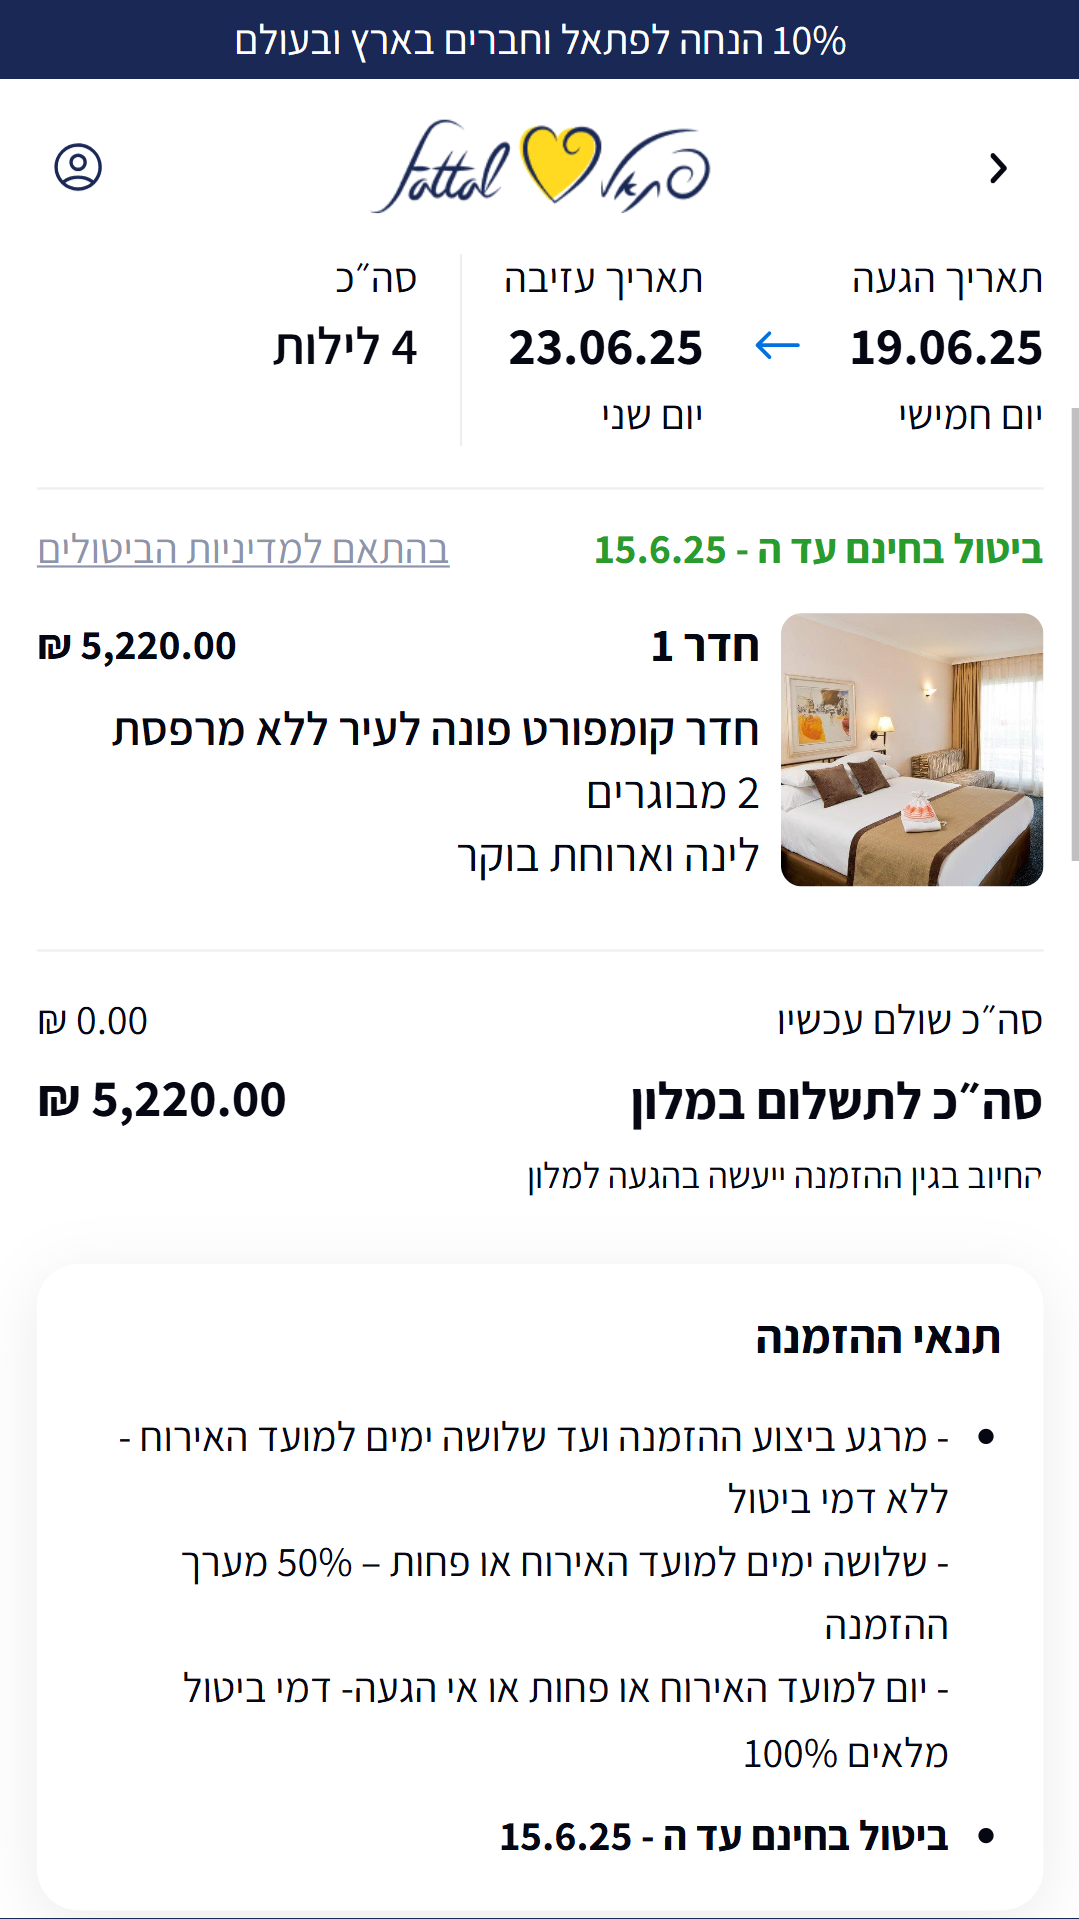 10% הנחה לפתאל וחברים בארץ ובעולם
fattal פתאל
תאריך הגעה
19.06.25
יום חמישי
תאריך עזיבה
23.06.25
יום שני
סה״כ
4 לילות
ביטול בחינם עד ה - 15.6.25
בהתאם למדיניות הביטולים
חדר 1
5,220.00 ₪
חדר קומפורט פונה לעיר ללא מרפסת
2 מבוגרים
לינה וארוחת בוקר
סה״כ שולם עכשיו
0.00 ₪
סה״כ לתשלום במלון
5,220.00 ₪
החיוב בגין ההזמנה ייעשה בהגעה למלון
תנאי ההזמנה
• - מרגע ביצוע ההזמנה ועד שלושה ימים למועד האירוח -
ללא דמי ביטול
- שלושה ימים למועד האירוח או פחות – 50% מערך
ההזמנה
- יום למועד האירוח או פחות או אי הגעה- דמי ביטול
מלאים 100%
• ביטול בחינם עד ה - 15.6.25